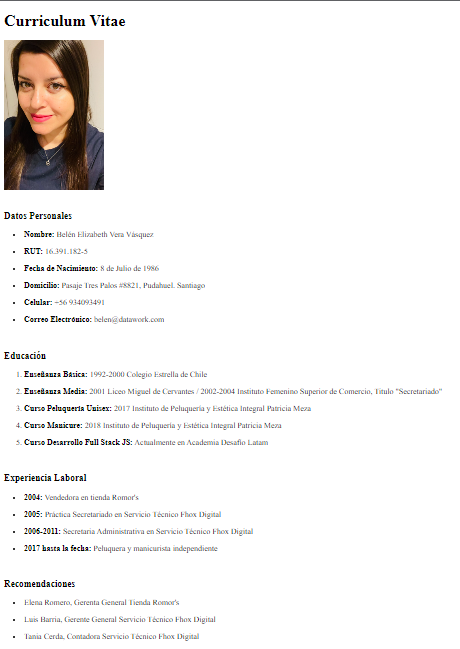 Curriculum Vitae
Datos Personales
Nombre: Belén Elizabeth Vera Vásquez
RUT: 16.391.182-5
Fecha de Nacimiento: 8 de Julio de 1986
Domicilio: Pasaje Tres Palos #8821, Pudahuel. Santiago
Celular: +56 934093491
Correo Electrónico: belen@datawork.com
Educación
1. Enseñanza Básica: 1992-2000 Colegio Estrella de Chile
2. Enseñanza Media: 2001 Liceo Miguel de Cervantes / 2002-2004 Instituto Femenino Superior de Comercio, Titulo "Secretariado"
3. Curso Peluquería Unisex: 2017 Instituto de Peluquería y Estética Integral Patricia Meza
4. Curso Manicure: 2018 Instituto de Peluquería y Estética Integral Patricia Meza
5. Curso Desarrollo Full Stack JS: Actualmente en Academia Desafío Latam
Experiencia Laboral
2004: Vendedora en tienda Romor's
2005: Práctica Secretariado en Servicio Técnico Fhox Digital
2006-2011: Secretaria Administrativa en Servicio Técnico Fhox Digital
2017 hasta la fecha: Peluquera y manicurista independiente
Recomendaciones
Elena Romero, Gerenta General Tienda Romor's
Luis Barria, Gerente General Servicio Técnico Fhox Digital
Tania Cerda, Contadora Servicio Técnico Fhox Digital